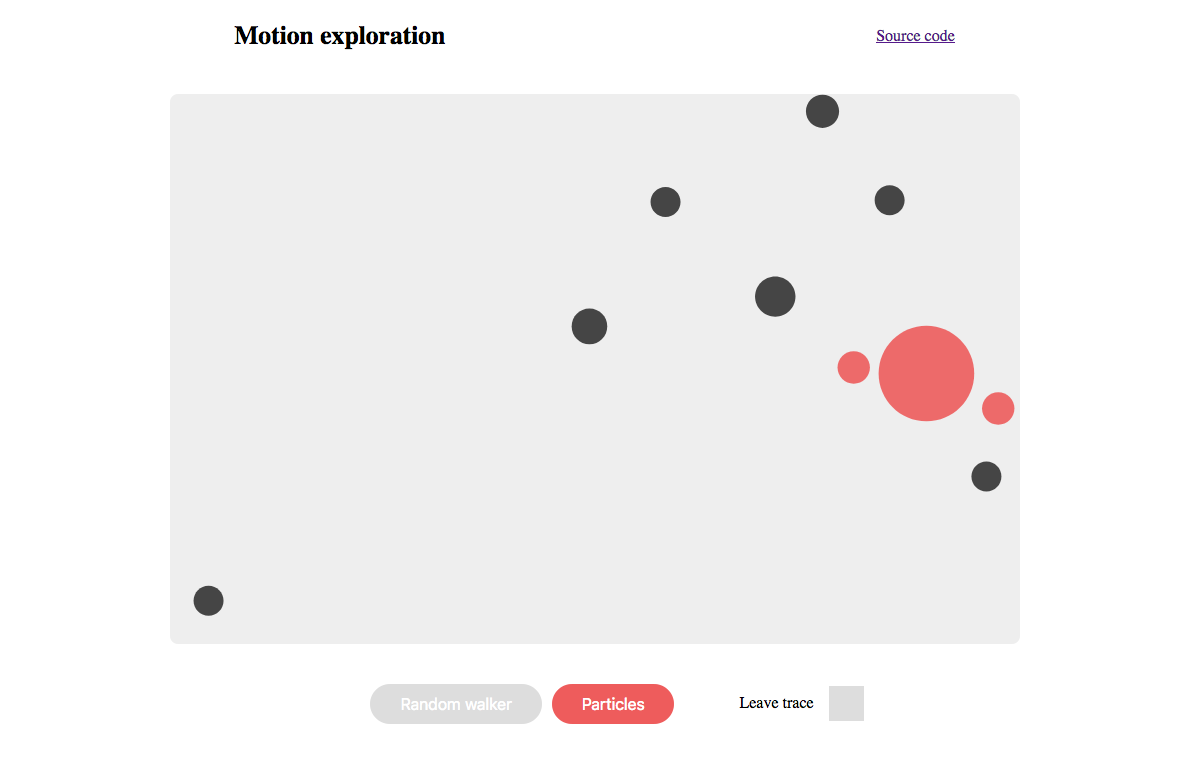 Motion exploration
Source code
Random walker
Particles
Leave trace